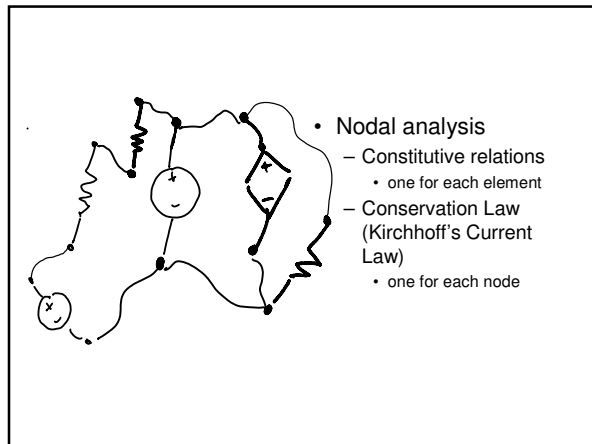 • Nodal analysis
– Constitutive relations
• one for each element
– Conservation Law
(Kirchhoff's Current
Law)
• one for each node
+
-
+
-
+
-